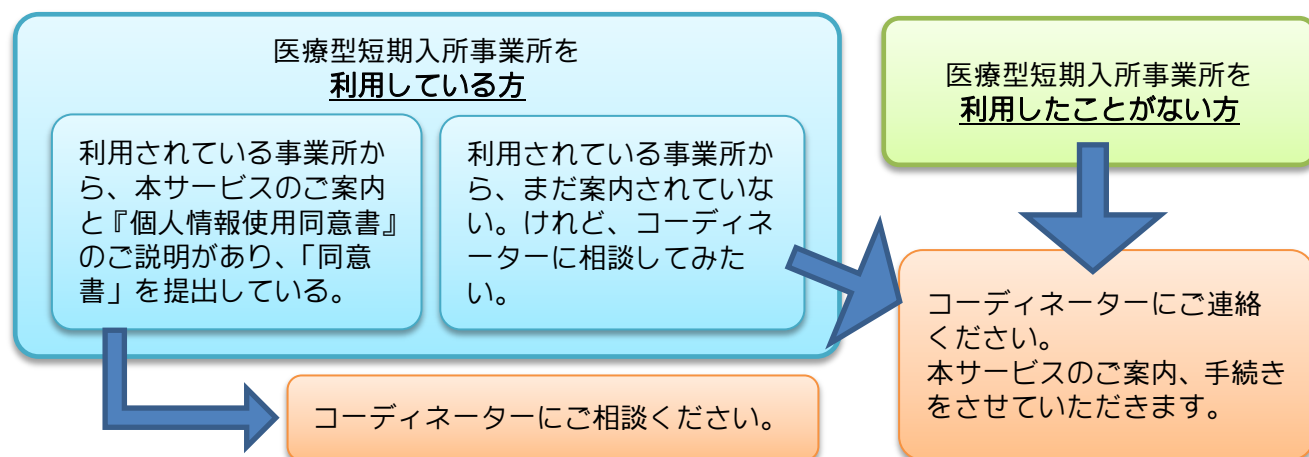 医療型短期入所事業所を
利用している方
利用されている事業所か
ら、本サービスのご案内
と『個人情報使用同意書』
のご説明があり、「同意
書」を提出している。
利用されている事業所か
ら、まだ案内されていな
い。けれど、コーディネ
ーターに相談してみた
い。
コーディネーターにご相談ください。
医療型短期入所事業所を
利用したことがない方
コーディネーターにご連絡
ください。
本サービスのご案内、手続き
をさせていただきます。